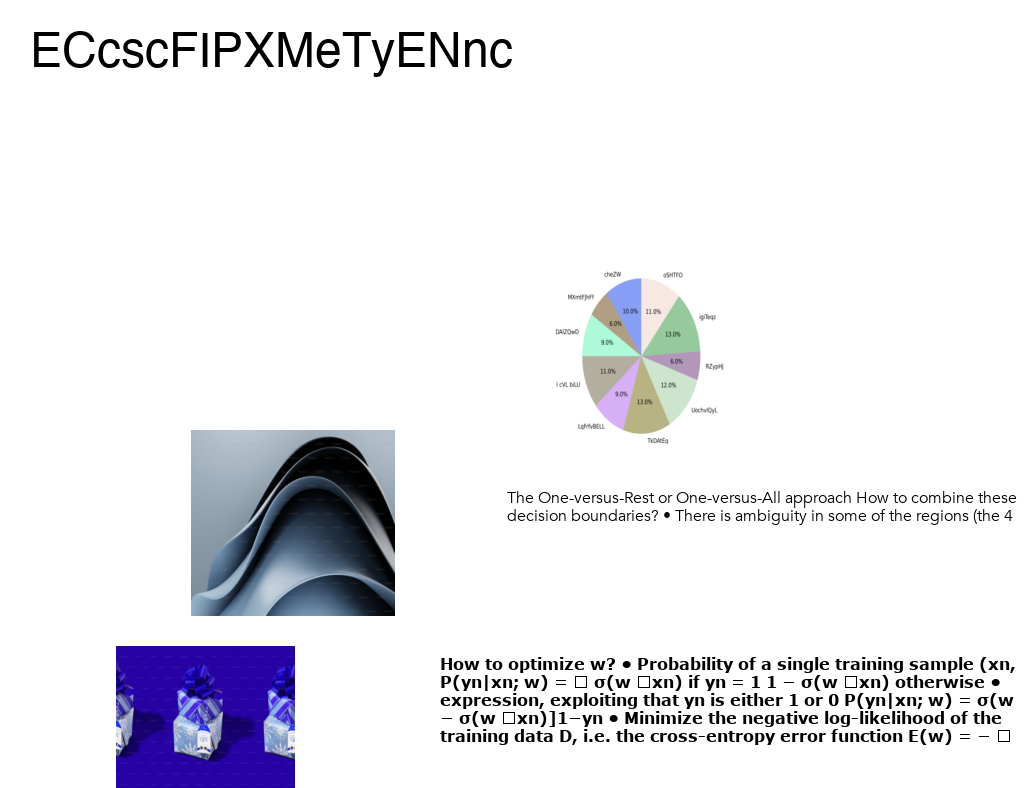 ECcscFIPXMeTyENnc
cheZW
oSHTFO
MXmtFJhFf
igiTeqz
10.0%
11.0%
6.0%
13.0%
DAlZQwD
9.0%
6.0%
RZypHJ
11.0%
12.0%
I cVL biLU
9.0%
13.0%
UochvIQyL
LqFrfvBELL
TkDAtEq
The One-versus-Rest or One-versus-All approach How to combine these
decision boundaries? • There is ambiguity in some of the regions (the 4
How to optimize w? • Probability of a single training sample (xn,
P(yn|xn; w) = □ σ(w □xn) if yn = 1 1 − σ(w □xn) otherwise •
expression, exploiting that yn is either 1 or 0 P(yn|xn; w) = σ(w
− σ(w □xn)]1−yn • Minimize the negative log-likelihood of the
training data D, i.e. the cross-entropy error function E(w) = − □